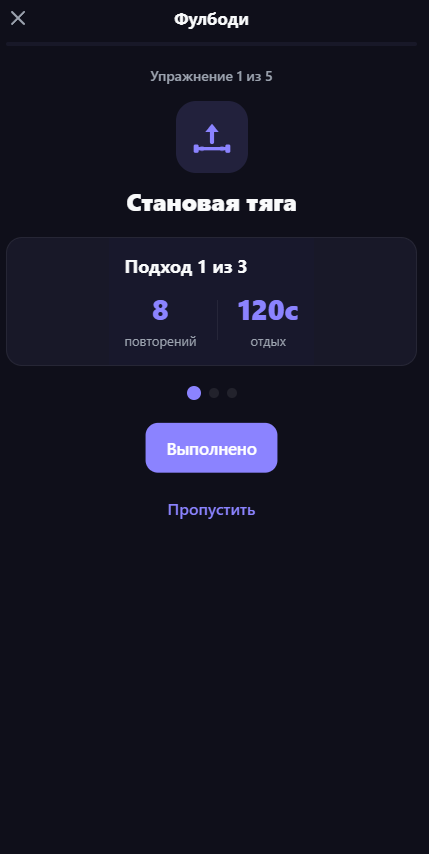 Фулбоди
Упражнение 1 из 5
Становая тяга
Подход 1 из 3
8 120с
повторений отдых
Выполнено
Пропустить